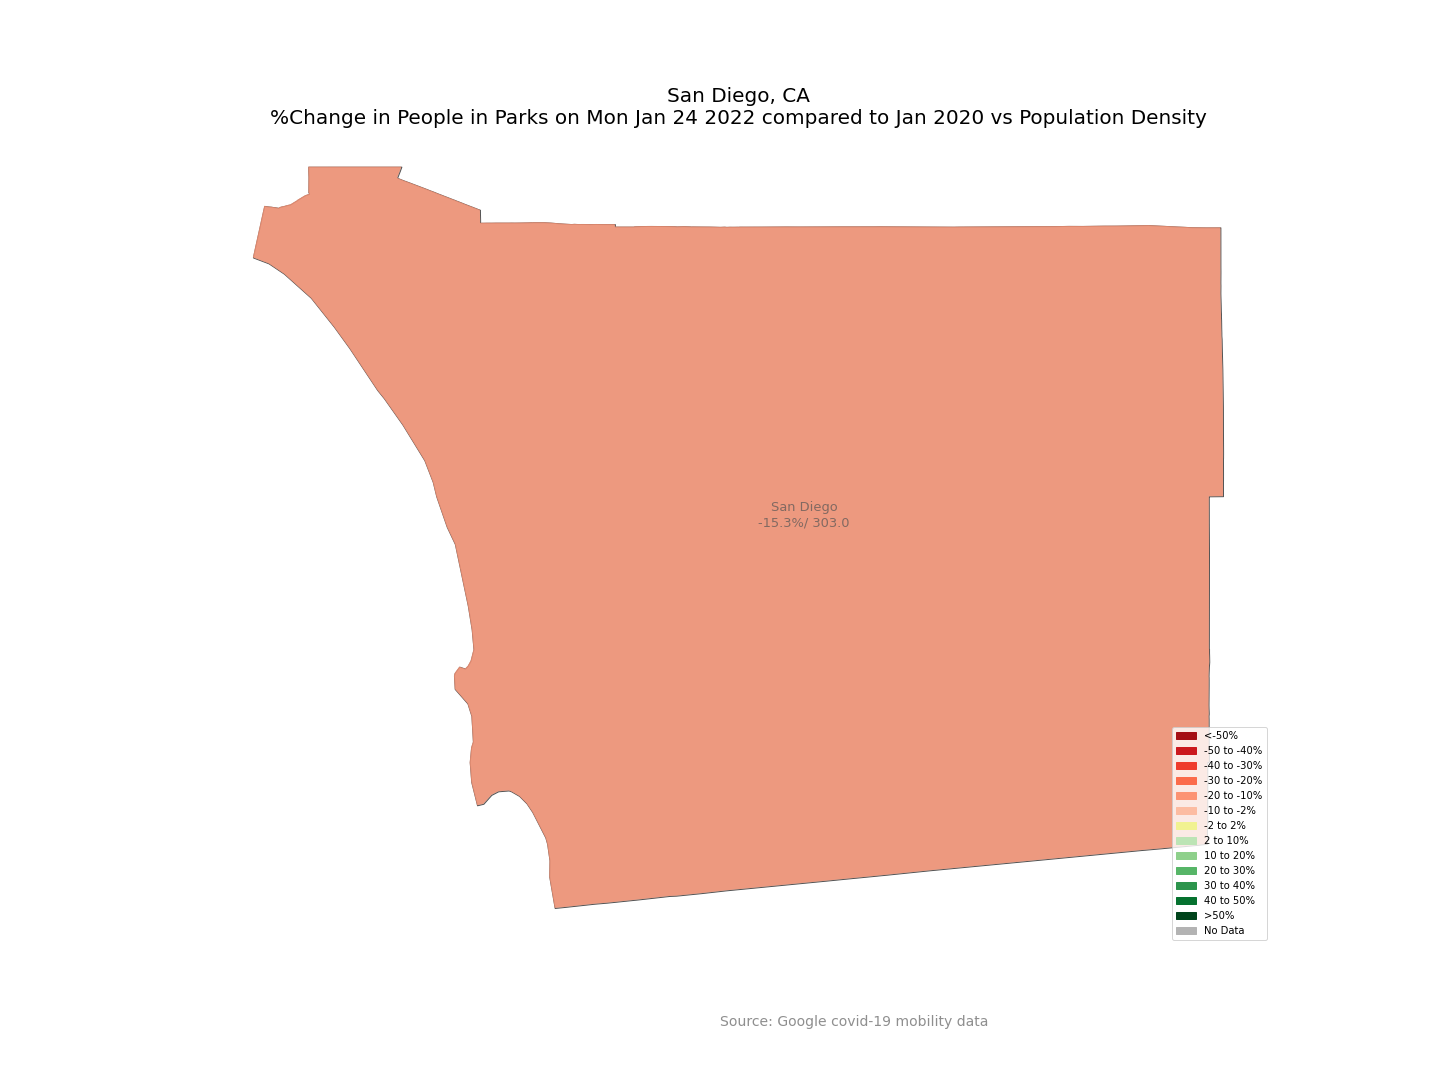 San Diego, CA
%Change in People in Parks on Mon Jan 24 2022 compared to Jan 2020 vs Population Density
San Diego
-15.3%/ 303.0
<-50%
-50 to -40%
-40 to -30%
-30 to -20%
-20 to -10%
-10 to -2%
-2 to 2%
2 to 10%
10 to 20%
20 to 30%
30 to 40%
40 to 50%
>50%
No Data
Source: Google covid-19 mobility data